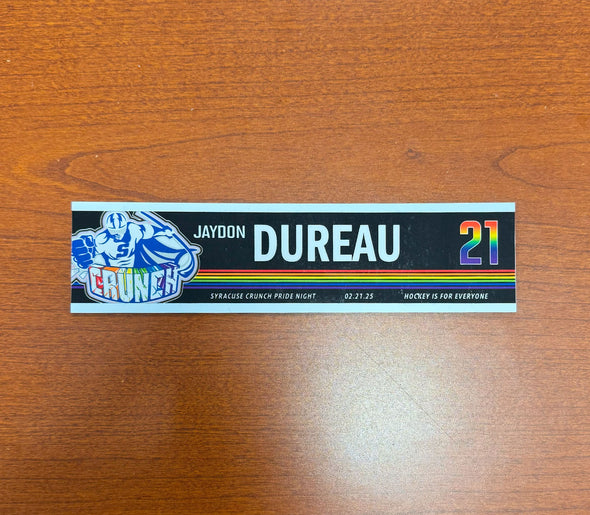 JAYDON DUREAU 21
S
CRUNCH
SYRACUSE CRUNCH PRIDE NIGHT 02.21.25 HOCKEY IS FOR EVERYONE